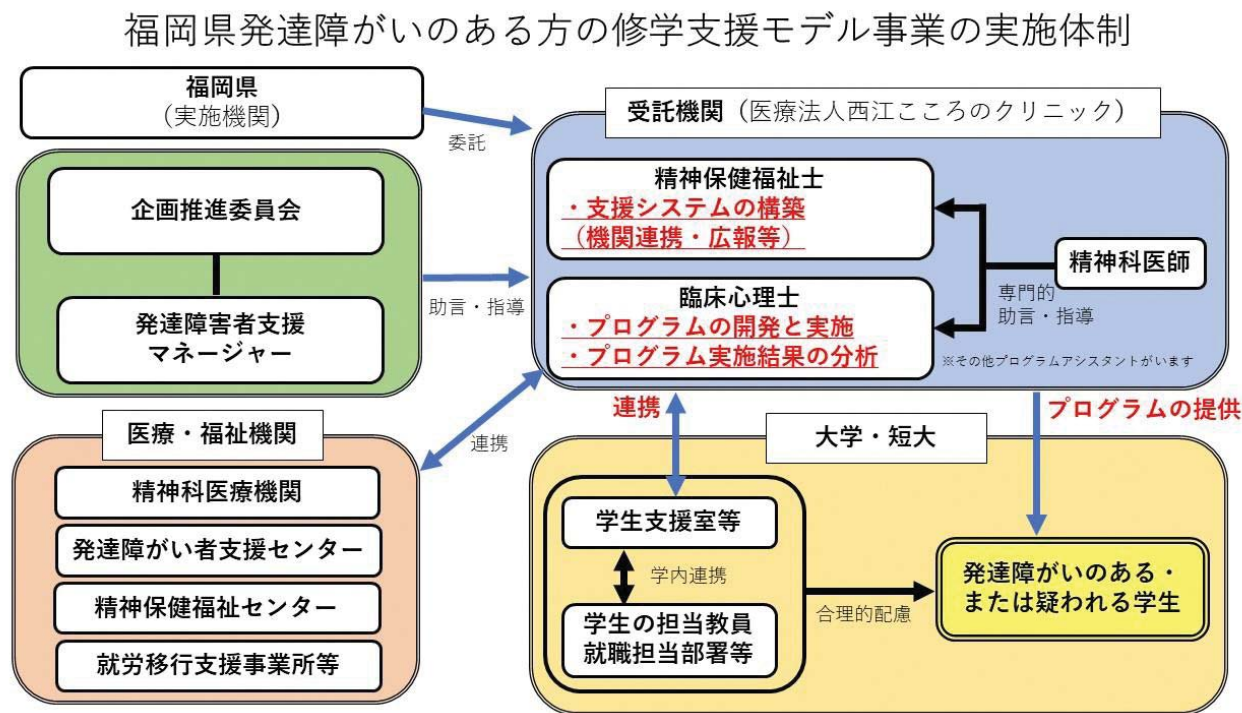 福岡県発達障がいのある方の修学支援モデル事業の実施体制
福岡県
(実施機関)
委託
企画推進委員会
発達障害者支援
マネージャー
助言・指導
受託機関（医療法人西江こころのクリニック）
精神保健福祉士
・支援システムの構築
（機関連携・広報等）
臨床心理士
・プログラムの開発と実施
・プログラム実施結果の分析
精神科医師
専門的
助言・指導
※その他プログラムアシスタントがいます
医療・福祉機関
精神科医療機関
発達障がい者支援センター
精神保健福祉センター
就労移行支援事業所等
連携
連携
プログラムの提供
大学・短大
学生支援室等
学内連携
学生の担当教員
就職担当部署等
合理的配慮
発達障がいのある・
または疑われる学生